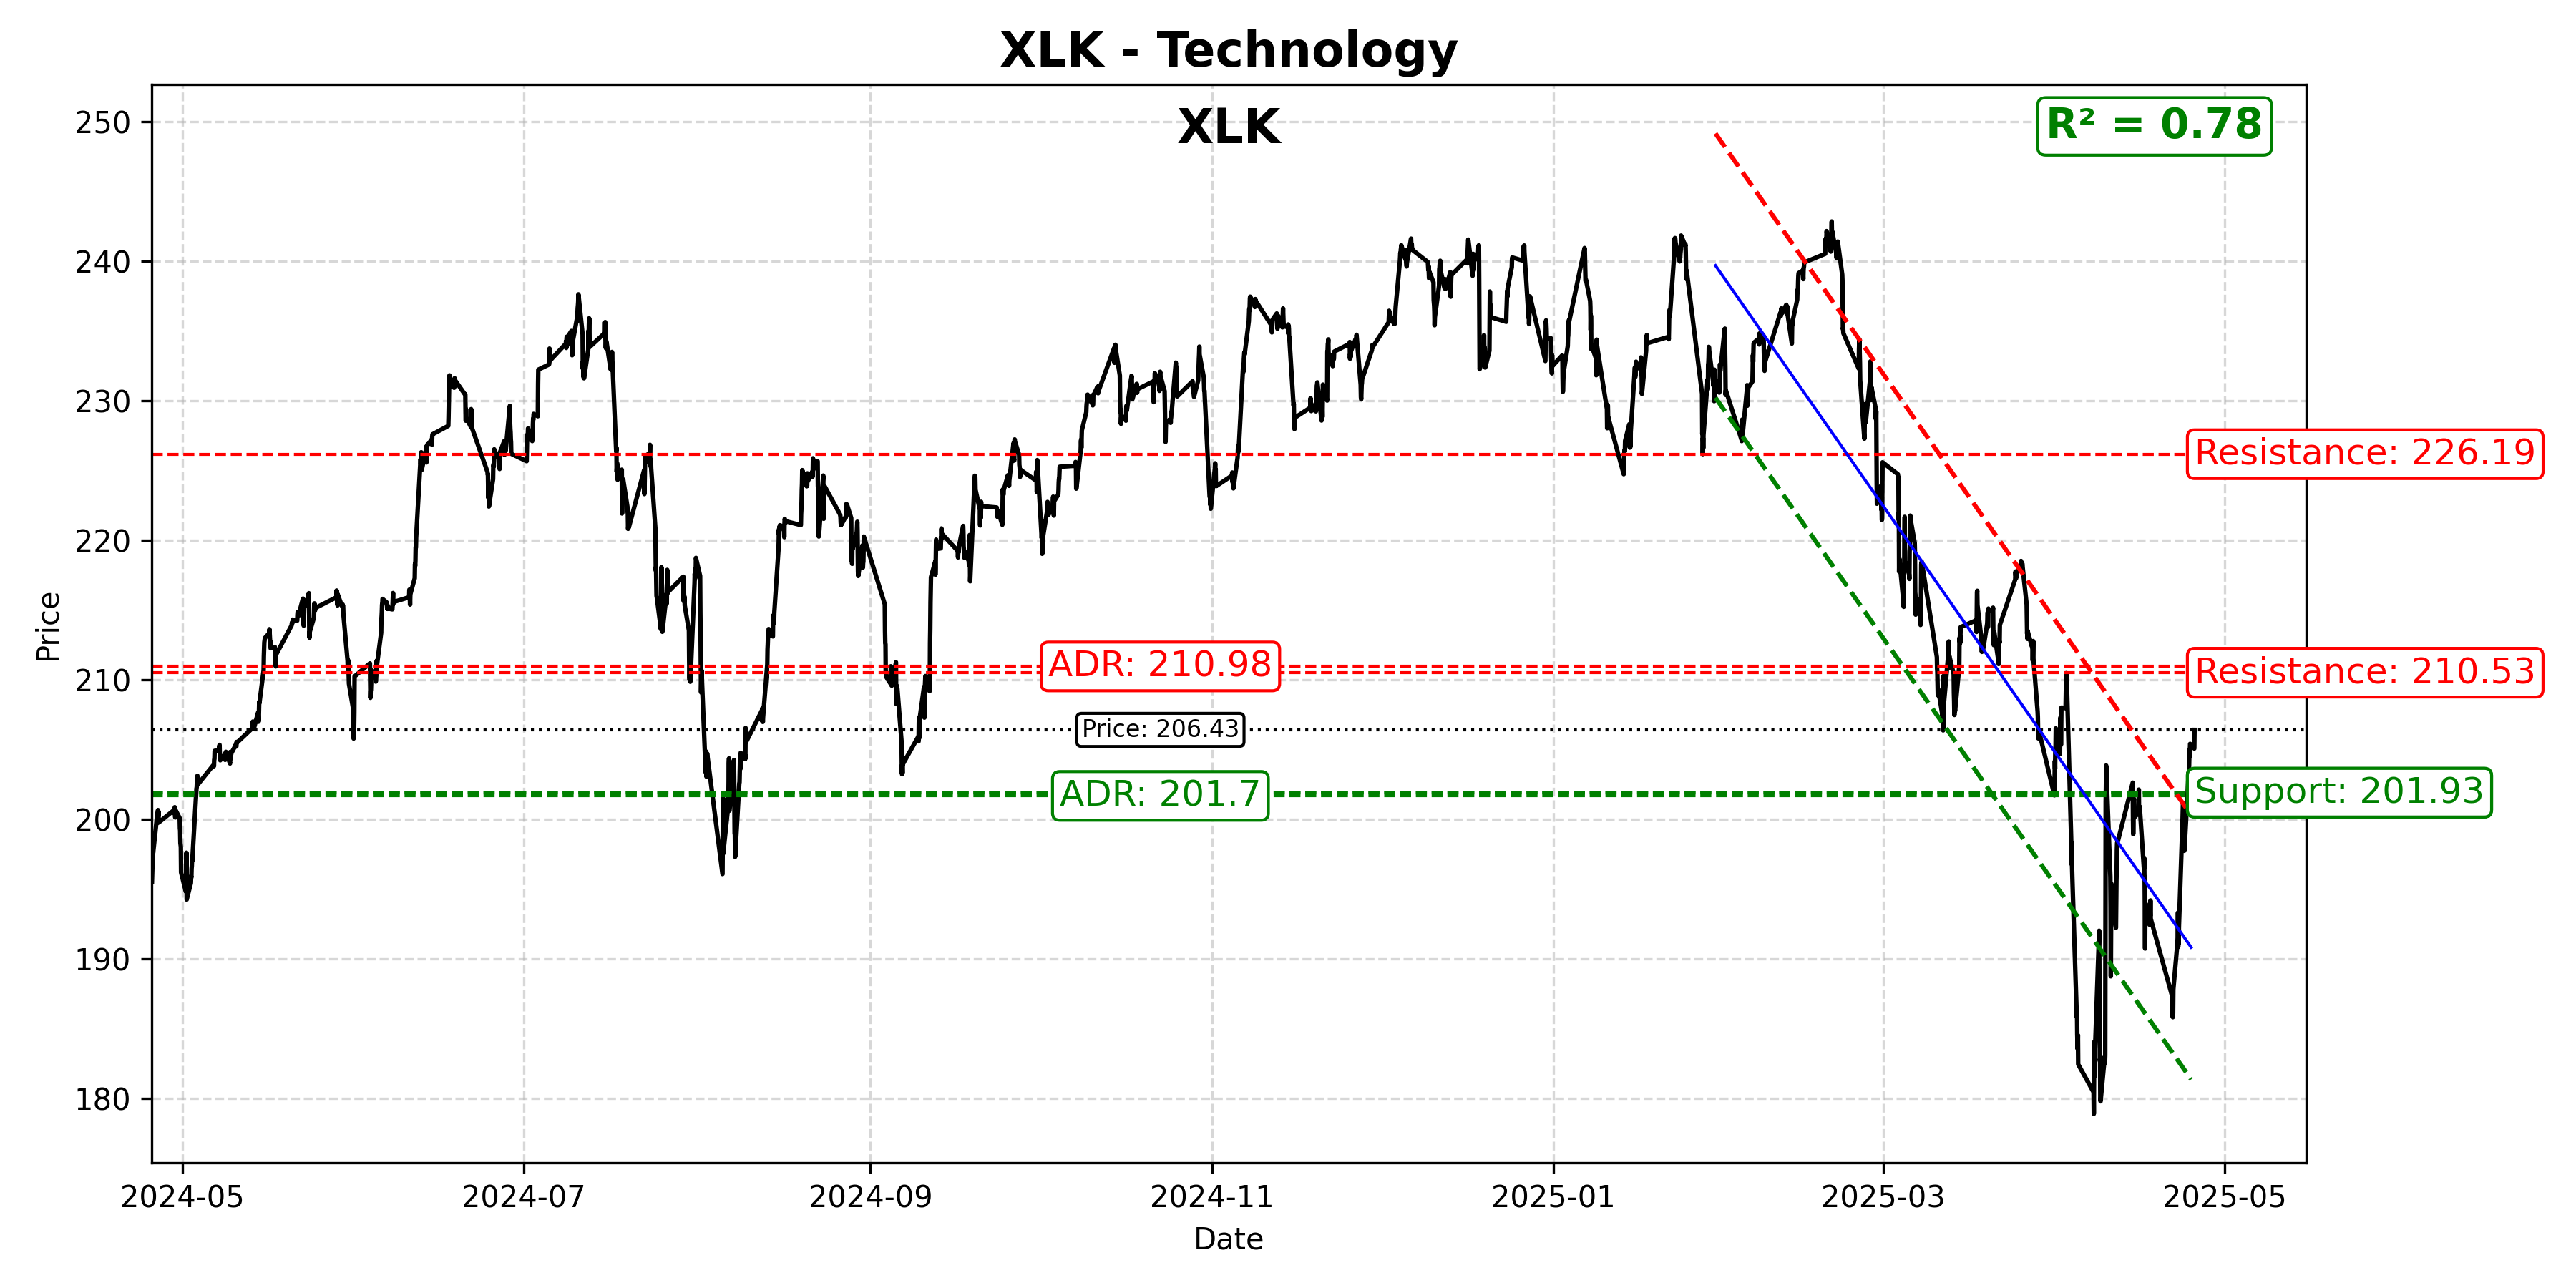 XLK - Technology
XLK
R² = 0.78
250
240
230
220
210
200
190
180
Price
Resistance: 226.19
ADR: 210.98
Resistance: 210.53
Price: 206.43
ADR: 201.7
Support: 201.93
2024-05
2024-07
2024-09
2024-11
2025-01
2025-03
2025-05
Date